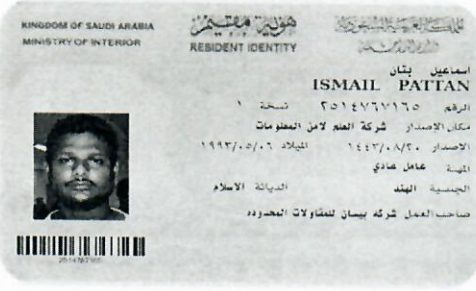 KINGDOM OF SAUDI ARABIA
MINISTRY OF INTERIOR
هوية مقيم
RESIDENT IDENTITY
المملكة العربية السعودية
وزارة الداخلية
اسماعيل بتان
ISMAIL PATTAN
الرقم ٢٥١٤٧٦٧١٦٥ نسخة ١
مكان الإصدار شركة العلم لامن المعلومات
الاصدار ١٤٤٣/٠٨/٢٠ الميلاد ١٩٩٣/٠٥/٠٦
المهنة عامل عادي
الجنسية الهند الديانة الاسلام
صاحب العمل شركة بيسان للمقاولات المحدوده